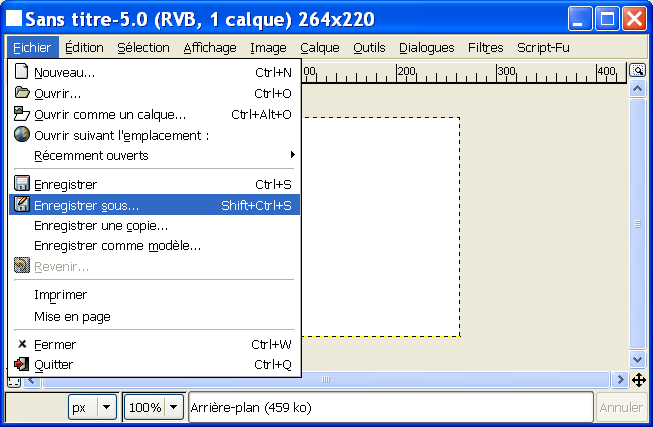 Sans titre-5.0 (RVB, 1 calque) 264x220
Fichier Édition Sélection Affichage Image Calque Outils Dialogues Filtres Script-Fu
Nouveau... Ctrl+N
Ouvrir... Ctrl+O
Ouvrir comme un calque... Ctrl+Alt+O
Ouvrir suivant l'emplacement :
Récemment ouverts
Enregistrer Ctrl+S
Enregistrer sous... Shift+Ctrl+S
Enregistrer une copie...
Enregistrer comme modèle...
Revenir...
Imprimer
Mise en page
Fermer Ctrl+W
Quitter Ctrl+Q
200 400
px 100% Arrière-plan (459 ko) Annuler